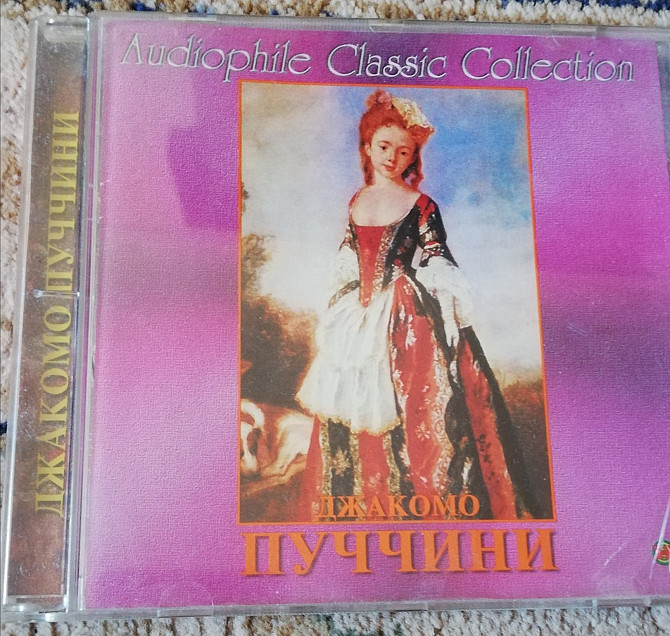 Audiophile Classic Collection
ДЖАКОМО ПУЧЧИНИ
ДЖАКОМО
ПУЧЧИНИ